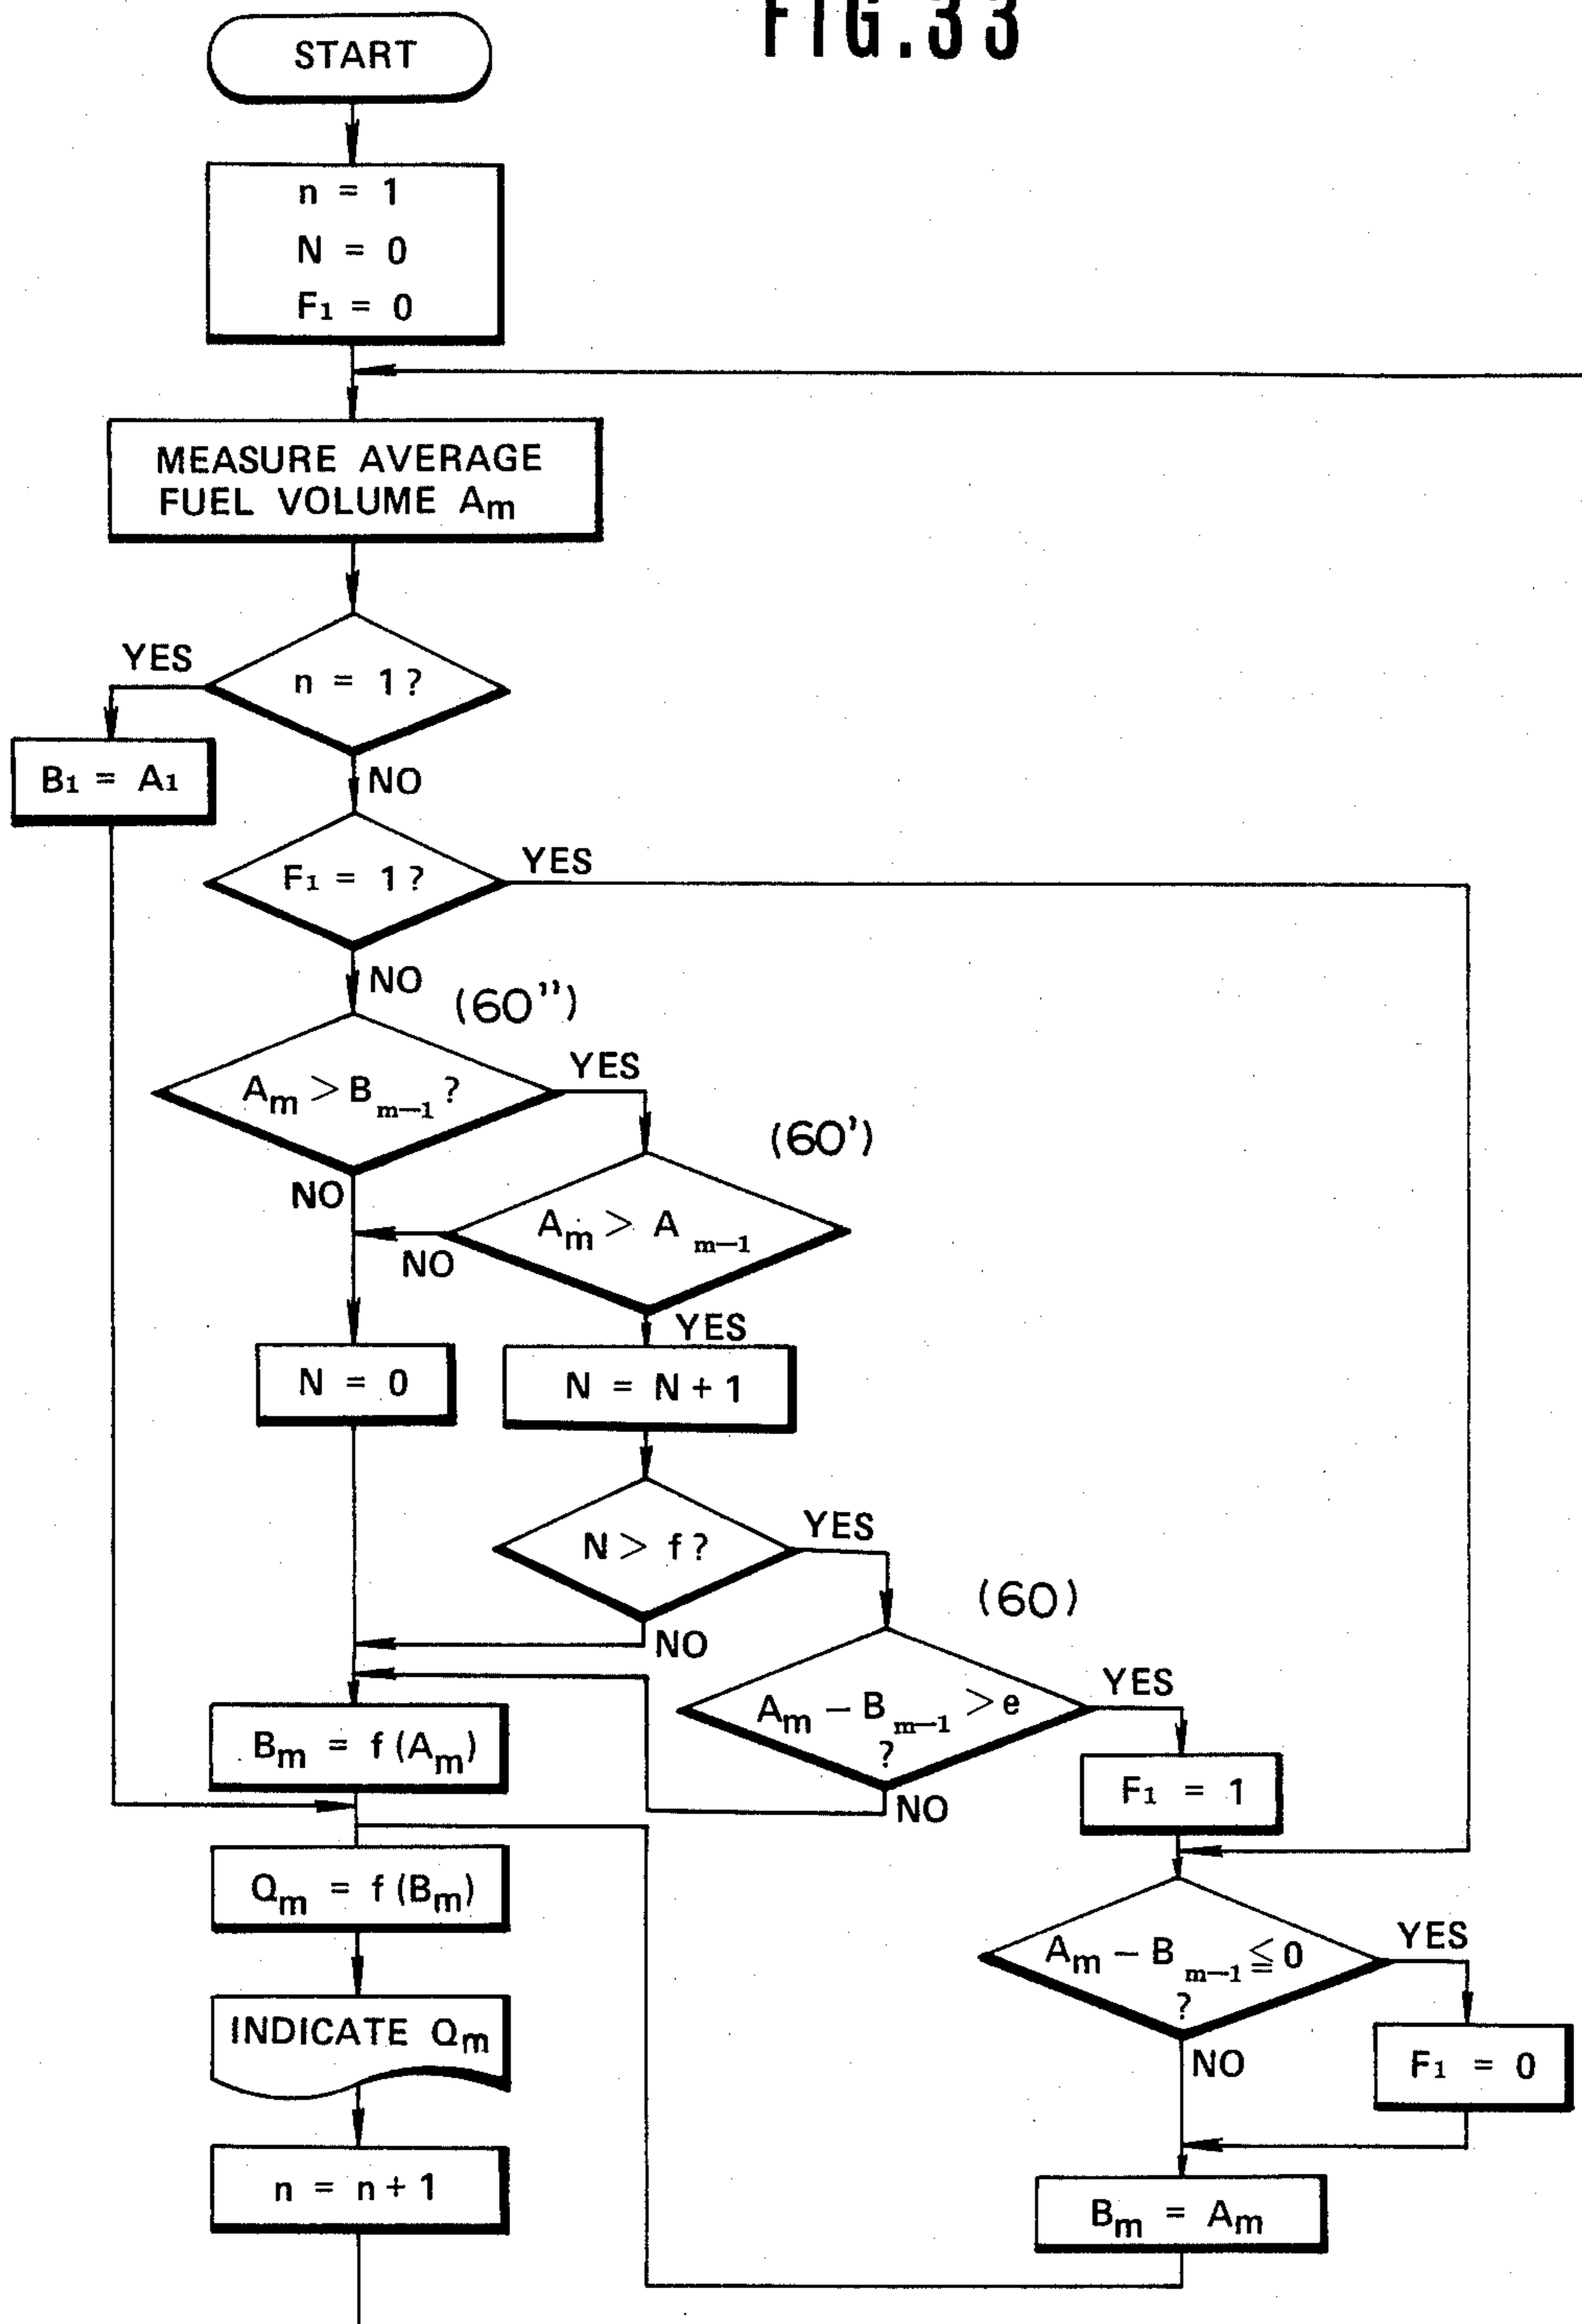 FIG.33
START
n = 1
N = 0
F1 = 0
MEASURE AVERAGE
FUEL VOLUME Am
YES
n = 1?
B1 = A1
NO
F1 = 1?
YES
NO
(60'')
Am > Bm-1?
YES
(60')
NO
Am > A m-1
NO
YES
N = 0
N = N + 1
N > f?
YES
(60)
NO
Am - Bm-1 > e
?
YES
Bm = f (Am)
NO
F1 = 1
Qm = f (Bm)
Am - Bm-1 ≦ 0
?
YES
INDICATE Qm
NO
F1 = 0
n = n + 1
Bm = Am